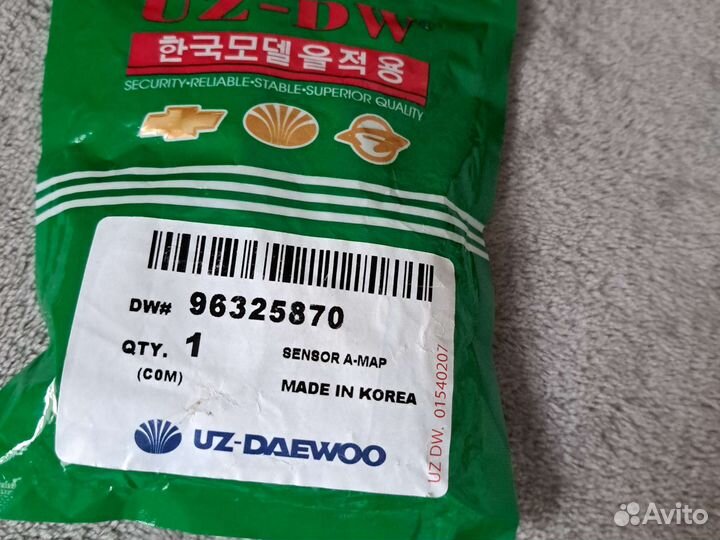 UZ-DW
한국모델을적용
SECURITY•RELIABLE•STABLE•SUPERIOR QUALITY
DW# 96325870
QTY. 1
(COM)
SENSOR A-MAP
MADE IN KOREA
UZ-DAEWOO
UZ DW. 01540207
Avito